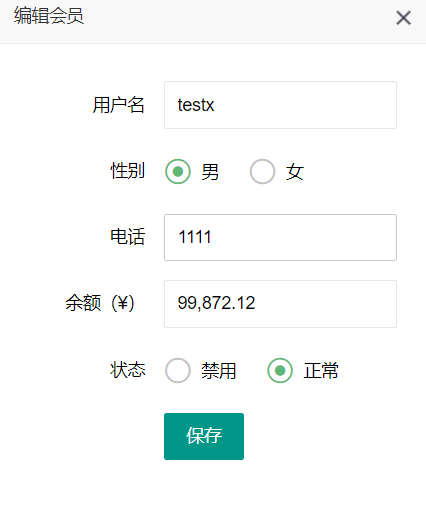 编辑会员
用户名 testx
性别 男 女
电话 1111
余额（¥） 99,872.12
状态 禁用 正常
保存